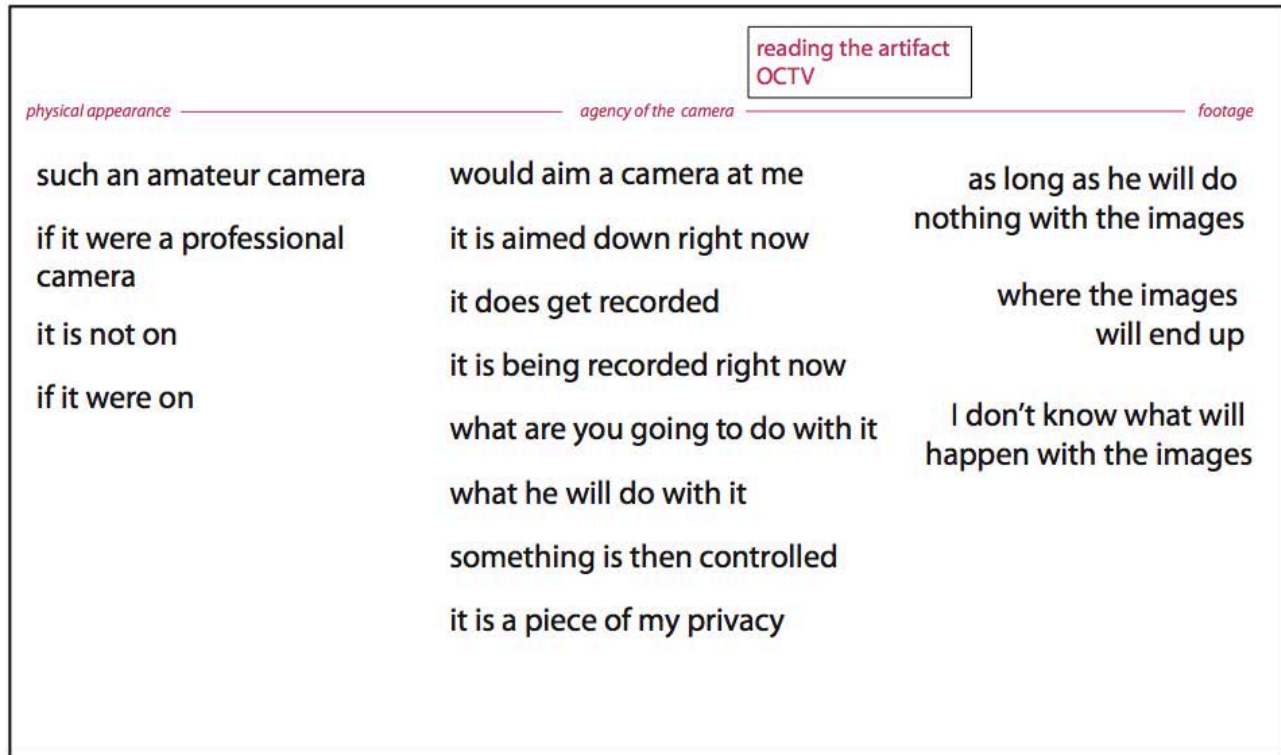 reading the artifact
OCTV
physical appearance
agency of the camera
footage
such an amateur camera
if it were a professional
camera
it is not on
if it were on
would aim a camera at me
it is aimed down right now
it does get recorded
it is being recorded right now
what are you going to do with it
what he will do with it
something is then controlled
it is a piece of my privacy
as long as he will do
nothing with the images
where the images
will end up
I don't know what will
happen with the images